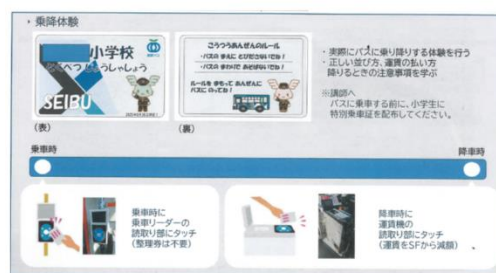 ・乗降体験
小学校
とくべつじょうしゃしょう
SEIBU
(表)
こうつうあんぜんのルール
・バスの まえに とびださないでね！
・バスの まわりで あそばないでね！
ルールを まもって あんぜんに
バスに のってね！
(裏)
・実際にバスに乗り降りする体験を行う
・正しい並び方、運賃の払い方
降りるときの注意事項を学ぶ
※講師へ
バスに乗車する前に、小学生に
特別乗車証を配布してください。
乗車時
降車時
乗車時に
乗車リーダーの
読取り部にタッチ
(整理券は不要)
降車時に
運賃機の
読取り部にタッチ
(運賃をSFから減額)